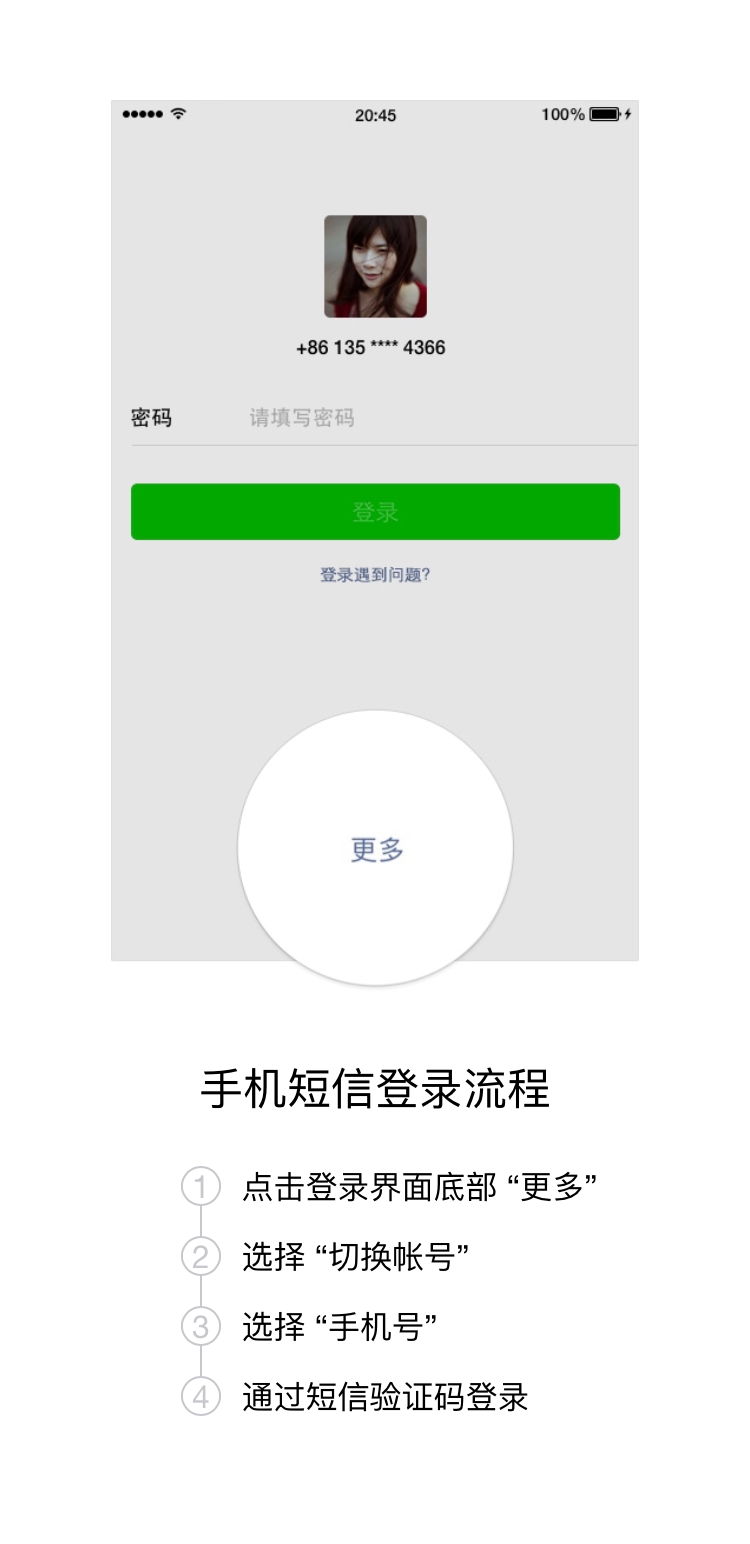 20:45
100%
+86 135 **** 4366
密码 请填写密码
登录
登录遇到问题?
更多
手机短信登录流程
1 点击登录界面底部 “更多”
2 选择 “切换帐号”
3 选择 “手机号”
4 通过短信验证码登录